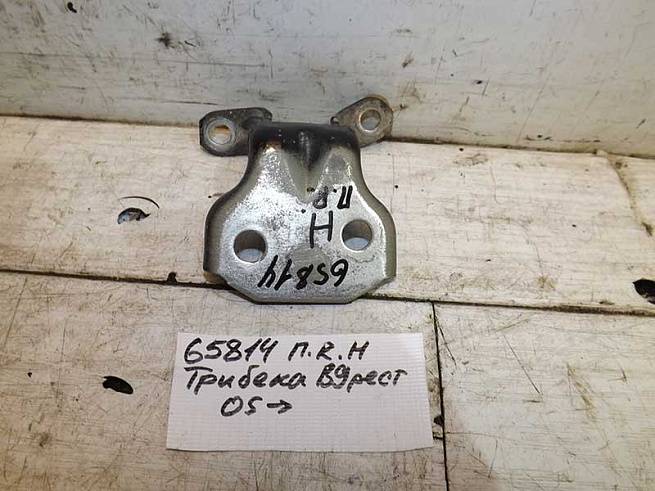 П.R.
Н
65814
65814 П.R.Н
Трибека B9рест
05→